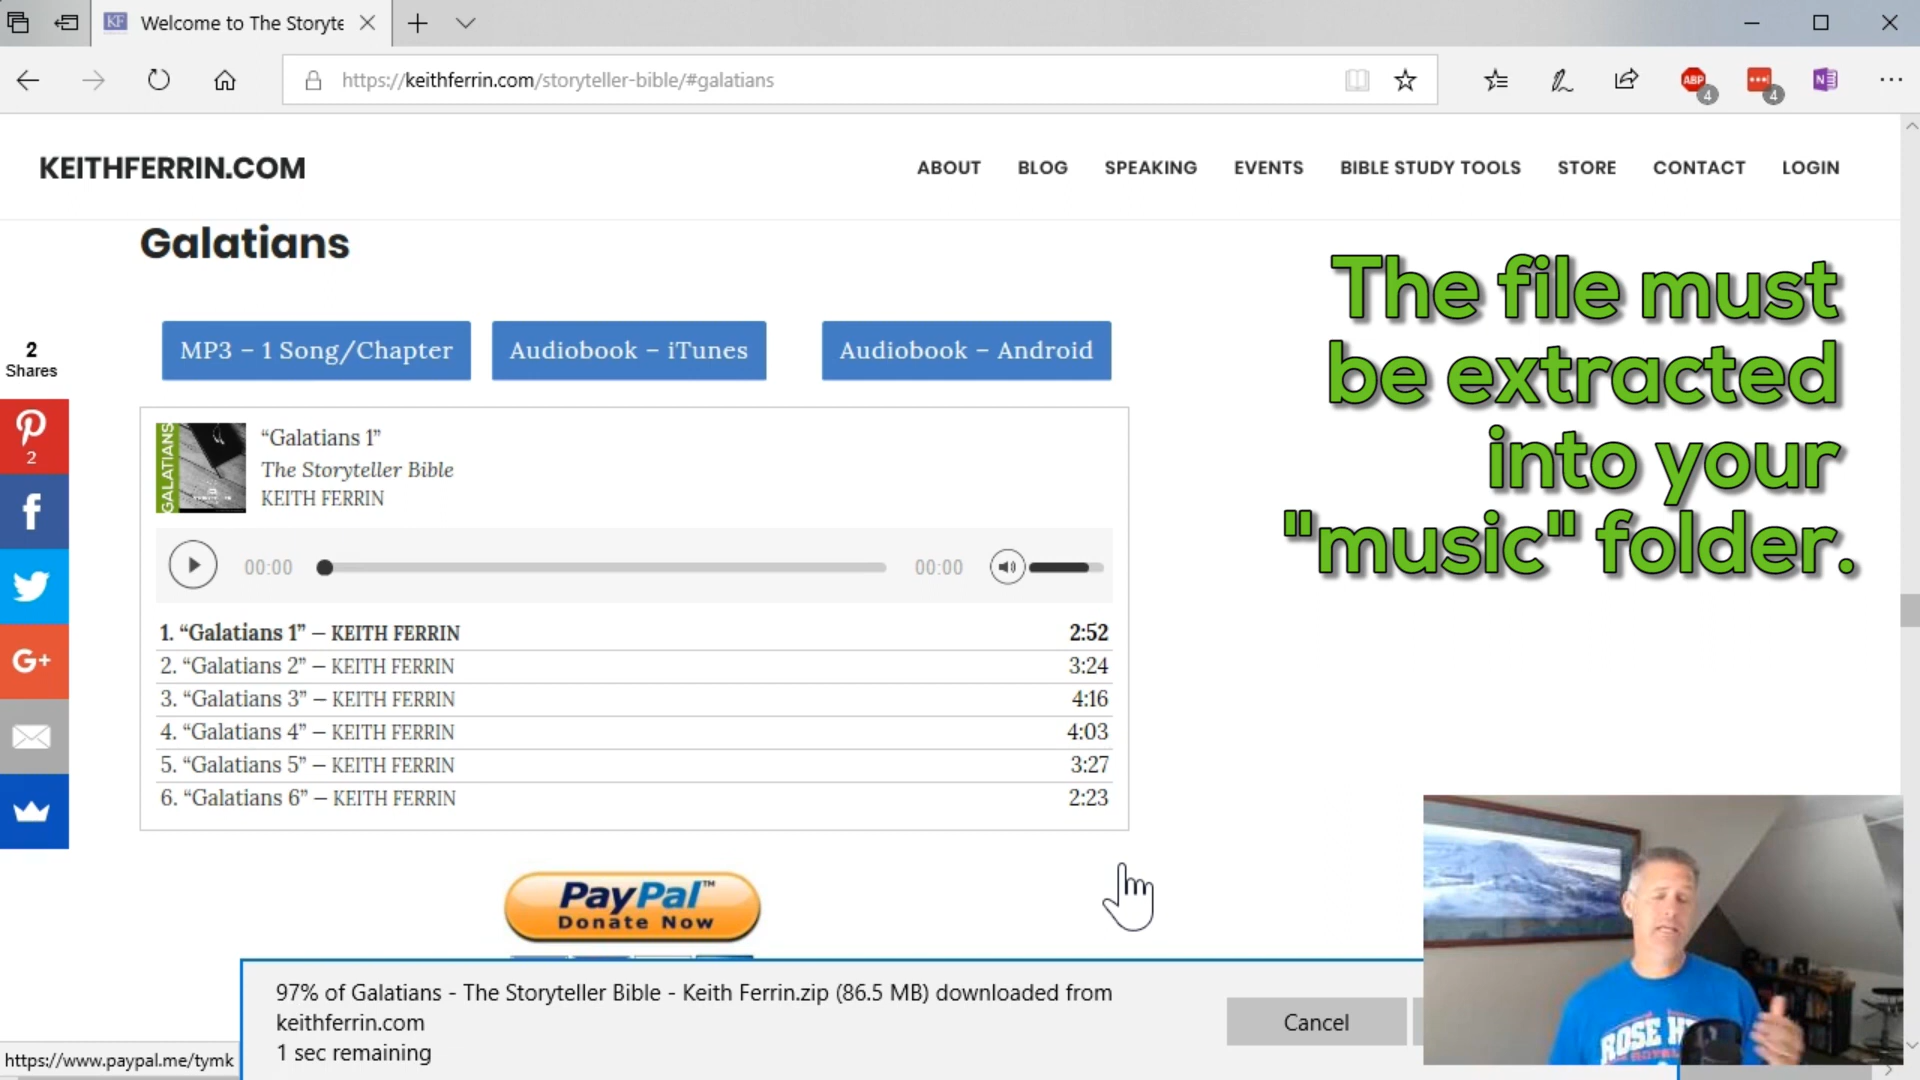 KF
Welcome to The Storyte
https://keithferrin.com/storyteller-bible/#galatians
ABP
4
4
N
KEITHFERRIN.COM
ABOUT
BLOG
SPEAKING
EVENTS
BIBLE STUDY TOOLS
STORE
CONTACT
LOGIN
Galatians
The file must
be extracted
into your
"music" folder.
MP3 – 1 Song/Chapter
Audiobook – iTunes
Audiobook – Android
2
Shares
2
G+
GALATIANS
“Galatians 1”
The Storyteller Bible
KEITH FERRIN
00:00
00:00
1. “Galatians 1” – KEITH FERRIN 2:52
2. “Galatians 2” – KEITH FERRIN 3:24
3. “Galatians 3” – KEITH FERRIN 4:16
4. “Galatians 4” – KEITH FERRIN 4:03
5. “Galatians 5” – KEITH FERRIN 3:27
6. “Galatians 6” – KEITH FERRIN 2:23
PayPal™
Donate Now
97% of Galatians - The Storyteller Bible - Keith Ferrin.zip (86.5 MB) downloaded from
keithferrin.com
1 sec remaining
Cancel
ROSE H
https://www.paypal.me/tymk